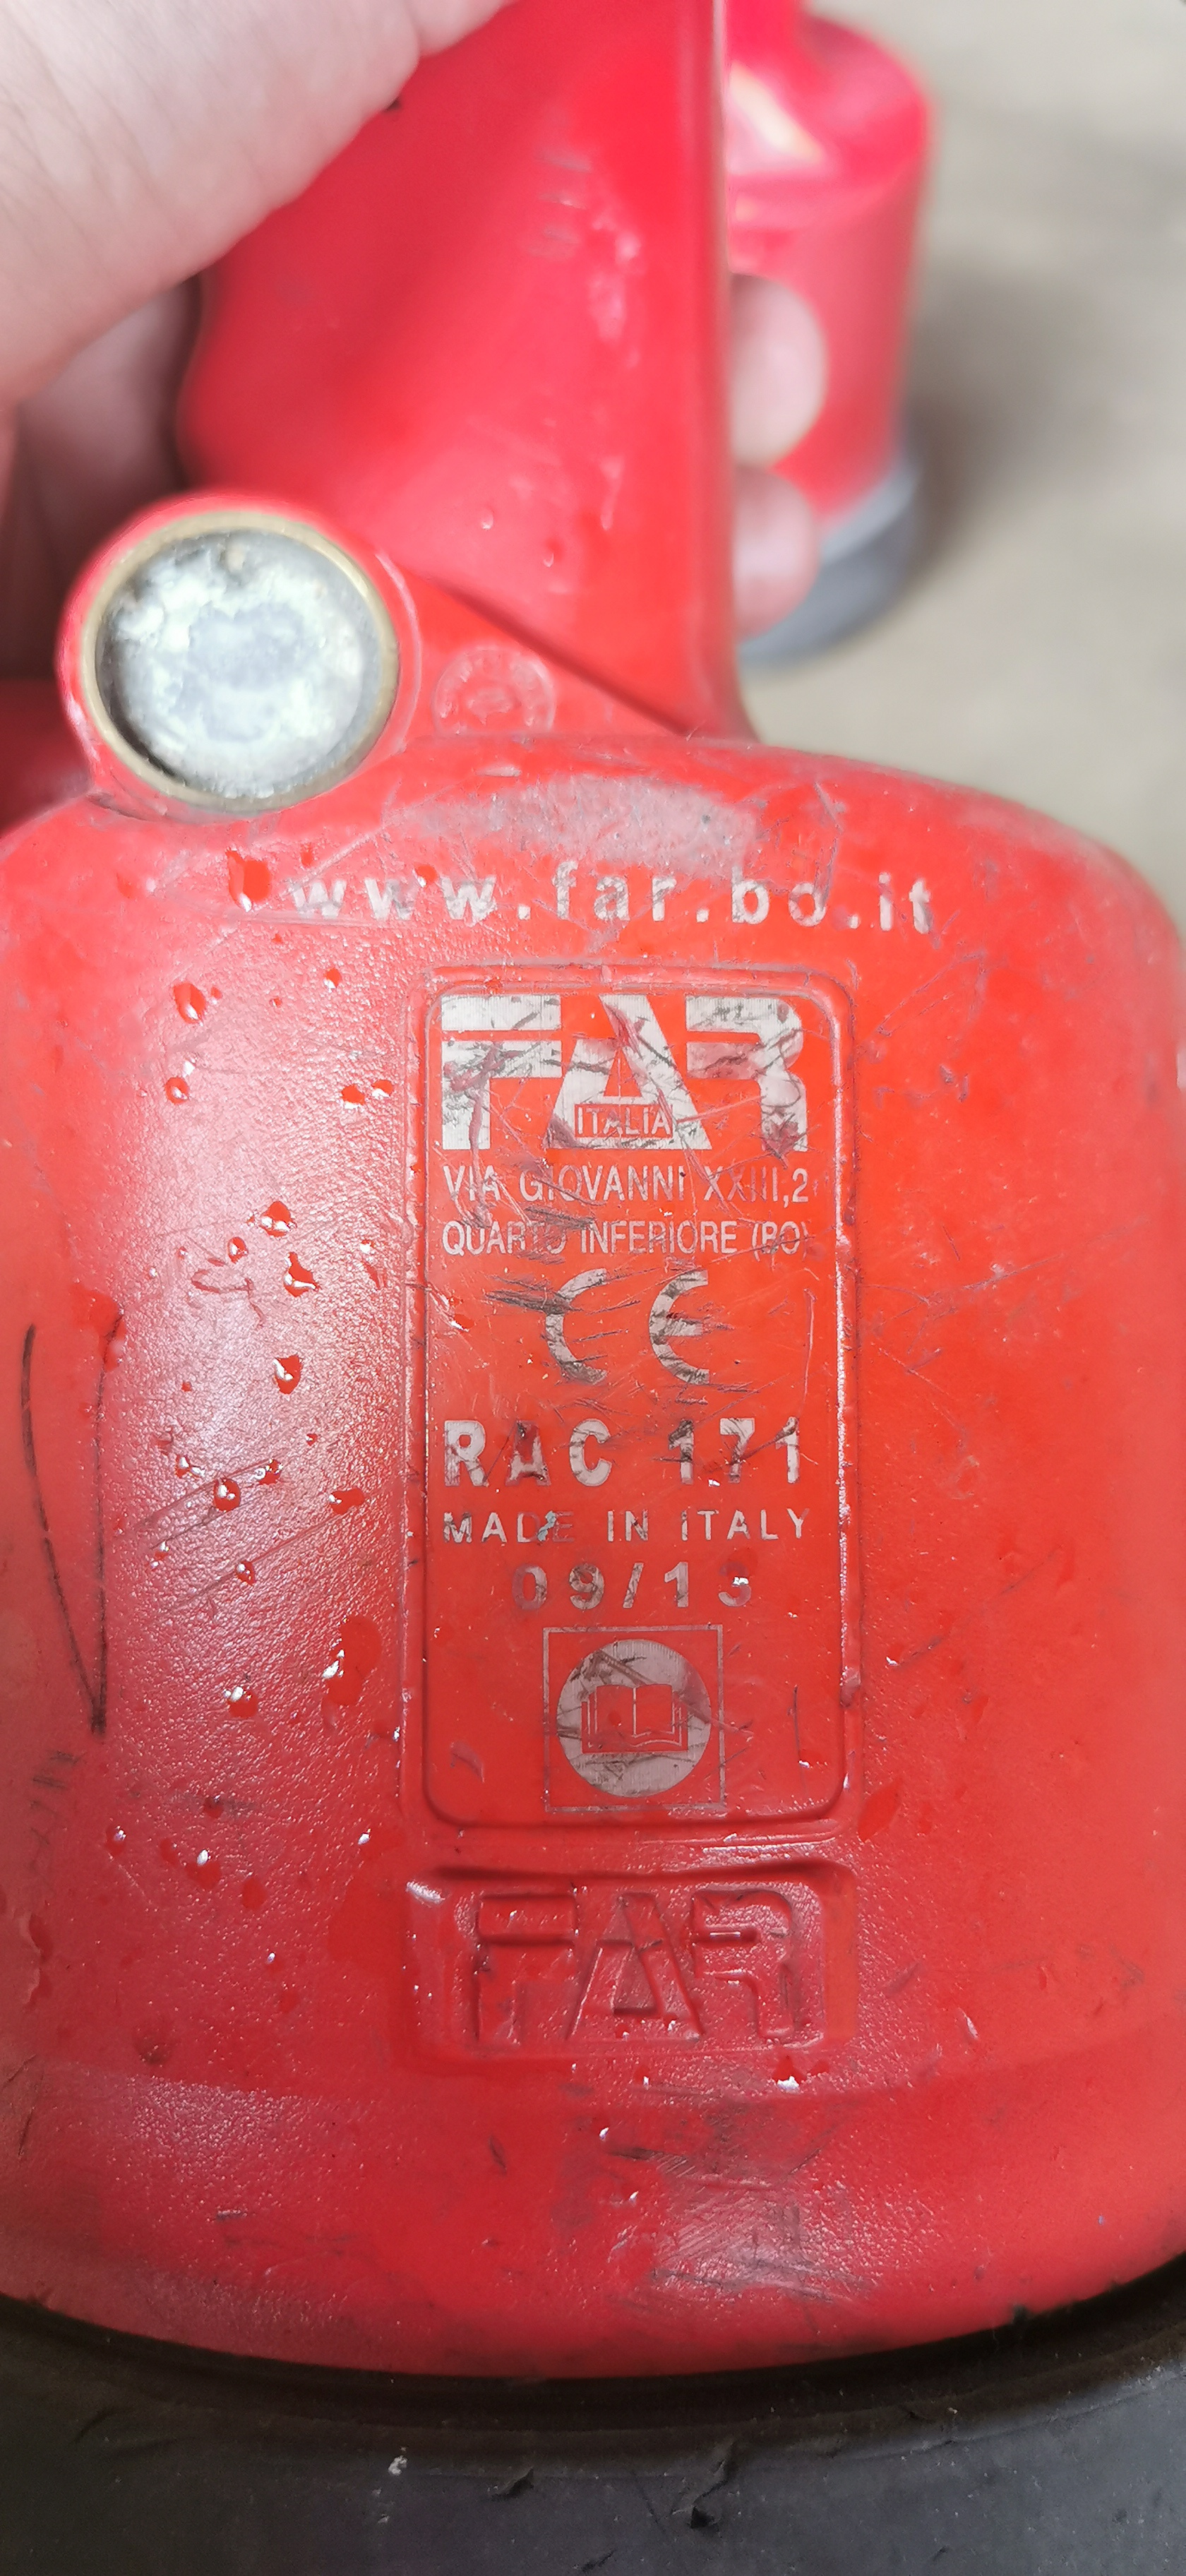 www.far.bo.it
FAR
ITALIA
VIA GIOVANNI XXIII,2
QUARTO INFERIORE (BO)
CE
RAC 171
MADE IN ITALY
09/13
FAR